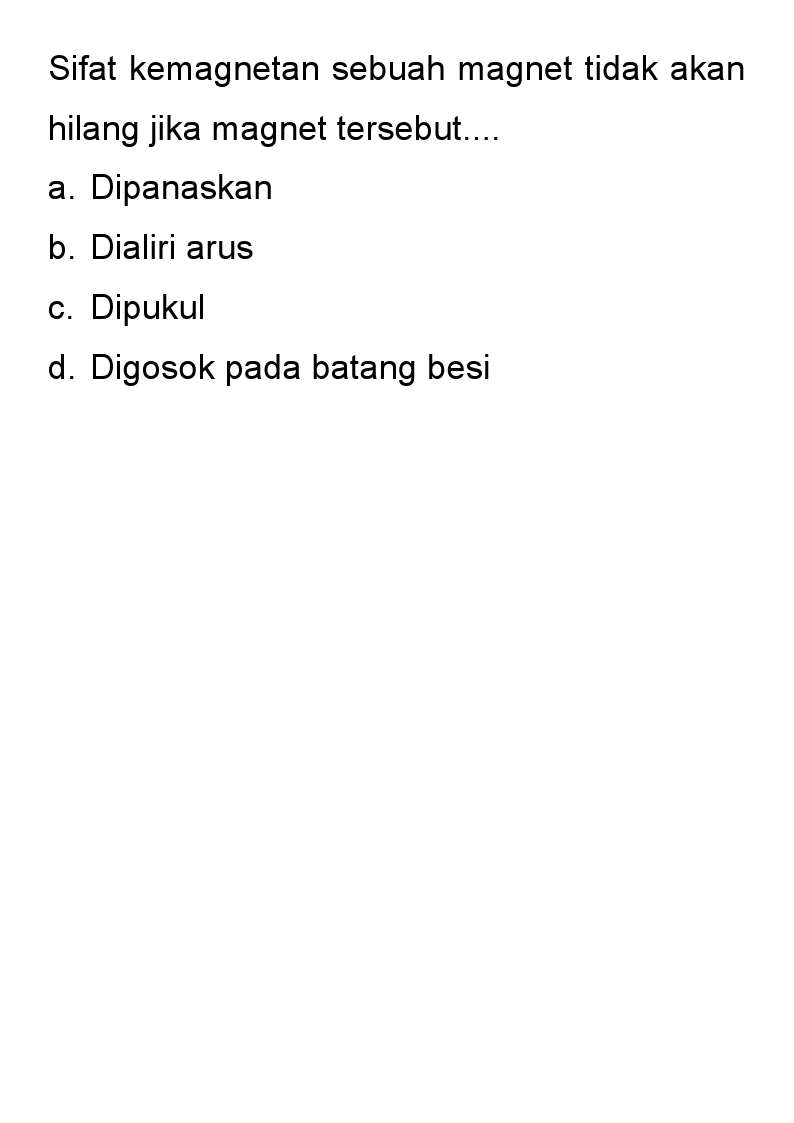 Sifat kemagnetan sebuah magnet tidak akan
hilang jika magnet tersebut....
a. Dipanaskan
b. Dialiri arus
c. Dipukul
d. Digosok pada batang besi